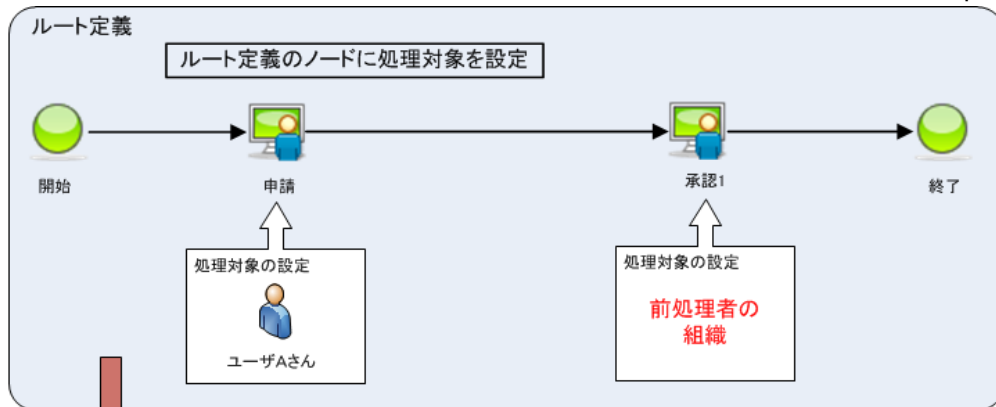 ルート定義
ルート定義のノードに処理対象を設定
開始
申請
承認1
終了
処理対象の設定
ユーザAさん
処理対象の設定
前処理者の
組織